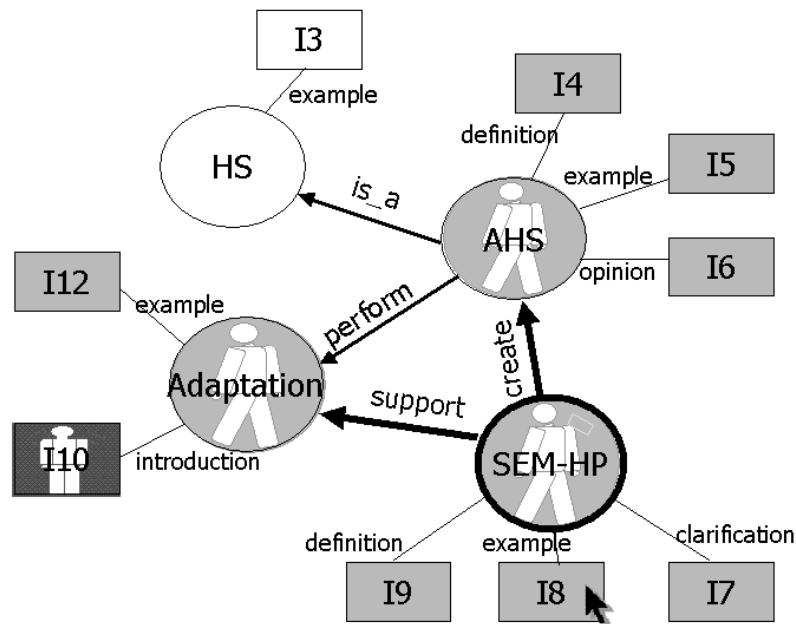 I3
example
HS
I4
definition
I5
example
is_a
AHS
I6
opinion
I12
example
perform
Adaptation
create
support
I10
introduction
SEM-HP
definition
example
clarification
I9
I8
I7